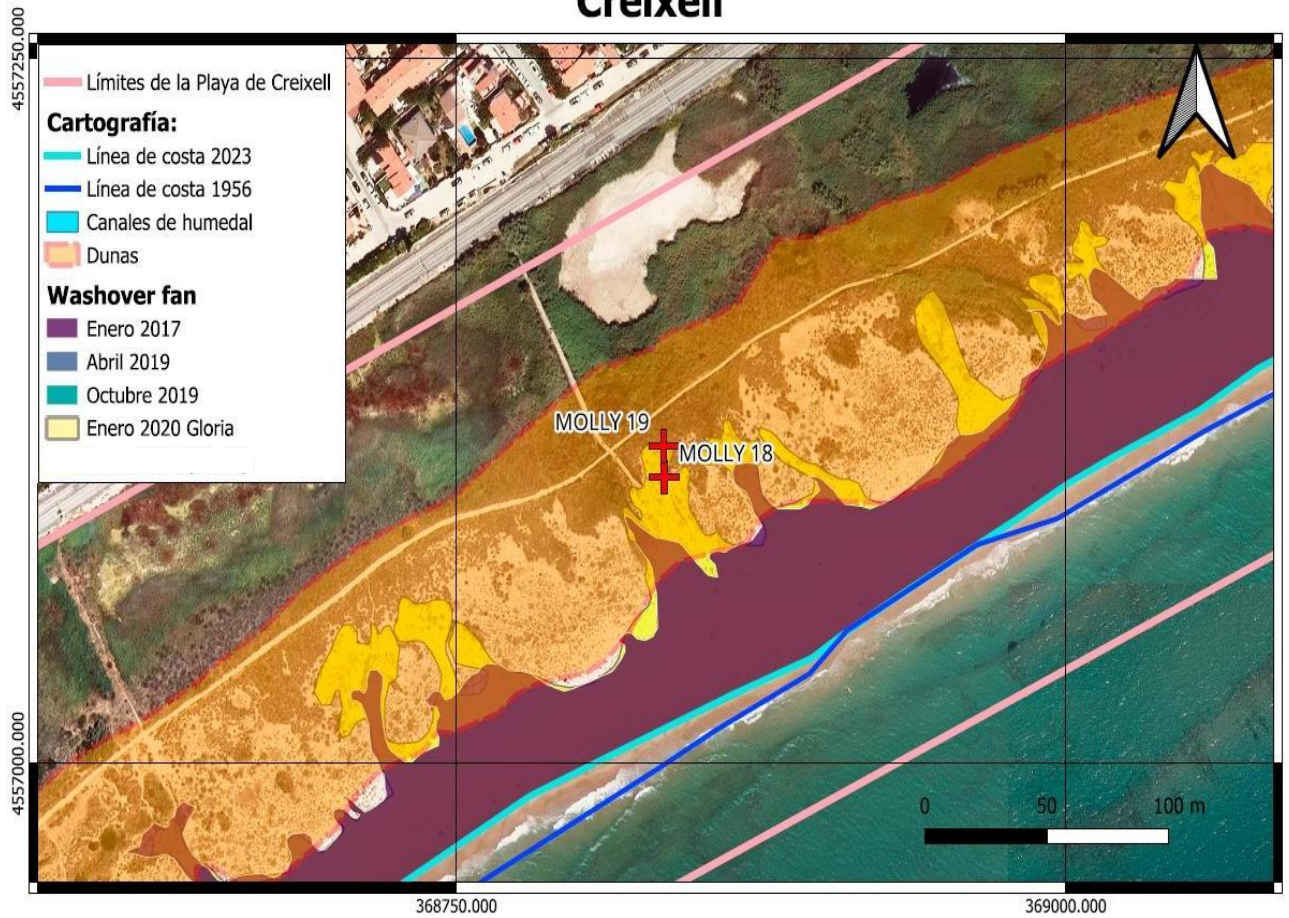 Creixell
4557250.000
Límites de la Playa de Creixell
Cartografía:
Línea de costa 2023
Línea de costa 1956
Canales de humedal
Dunas
Washover fan
Enero 2017
Abril 2019
Octubre 2019
Enero 2020 Gloria
MOLLY 19
MOLLY 18
4557000.000
0 50 100 m
368750.000 369000.000